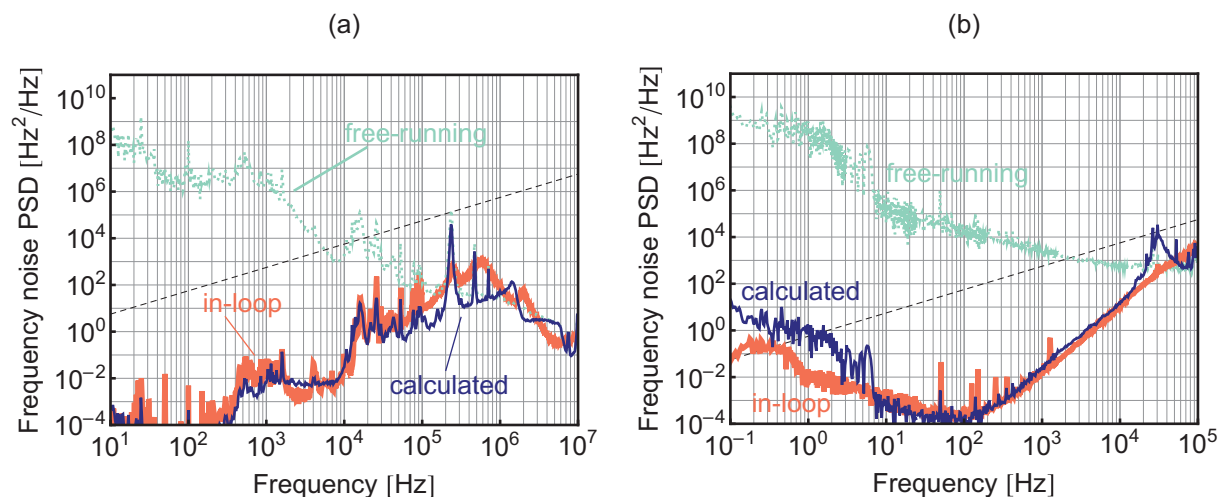 (a)
Frequency noise PSD [Hz²/Hz]
10¹⁰
10⁸
10⁶
10⁴
10²
10⁰
10⁻²
10⁻⁴
free-running
in-loop
calculated
10¹ 10² 10³ 10⁴ 10⁵ 10⁶ 10⁷
Frequency [Hz]
(b)
Frequency noise PSD [Hz²/Hz]
10¹⁰
10⁸
10⁶
10⁴
10²
10⁰
10⁻²
10⁻⁴
free-running
calculated
in-loop
10⁻¹ 10⁰ 10¹ 10² 10³ 10⁴ 10⁵
Frequency [Hz]